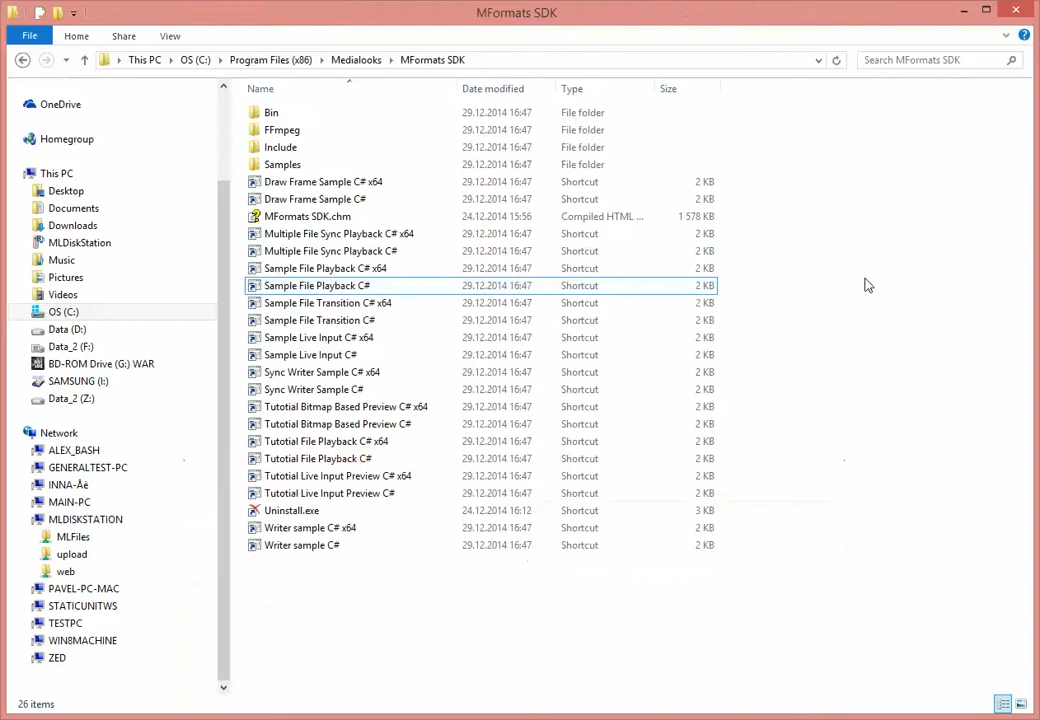 MFormats SDK
File Home Share View
This PC OS (C:) Program Files (x86) Medialooks MFormats SDK
Search MFormats SDK
Name Date modified Type Size
OneDrive
Homegroup
This PC
Desktop
Documents
Downloads
MLDiskStation
Music
Pictures
Videos
OS (C:)
Data (D:)
Data_2 (F:)
BD-ROM Drive (G:) WAR
SAMSUNG (I:)
Data_2 (Z:)
Network
ALEX_BASH
GENERALTEST-PC
INNA-Åè
MAIN-PC
MLDISKSTATION
MLFiles
upload
web
PAVEL-PC-MAC
STATICUNITWS
TESTPC
WIN8MACHINE
ZED
Bin 29.12.2014 16:47 File folder
FFmpeg 29.12.2014 16:47 File folder
Include 29.12.2014 16:47 File folder
Samples 29.12.2014 16:47 File folder
Draw Frame Sample C# x64 29.12.2014 16:47 Shortcut 2 KB
Draw Frame Sample C# 29.12.2014 16:47 Shortcut 2 KB
MFormats SDK.chm 24.12.2014 15:56 Compiled HTML ... 1 578 KB
Multiple File Sync Playback C# x64 29.12.2014 16:47 Shortcut 2 KB
Multiple File Sync Playback C# 29.12.2014 16:47 Shortcut 2 KB
Sample File Playback C# x64 29.12.2014 16:47 Shortcut 2 KB
Sample File Playback C# 29.12.2014 16:47 Shortcut 2 KB
Sample File Transition C# x64 29.12.2014 16:47 Shortcut 2 KB
Sample File Transition C# 29.12.2014 16:47 Shortcut 2 KB
Sample Live Input C# x64 29.12.2014 16:47 Shortcut 2 KB
Sample Live Input C# 29.12.2014 16:47 Shortcut 2 KB
Sync Writer Sample C# x64 29.12.2014 16:47 Shortcut 2 KB
Sync Writer Sample C# 29.12.2014 16:47 Shortcut 2 KB
Tutotial Bitmap Based Preview C# x64 29.12.2014 16:47 Shortcut 2 KB
Tutotial Bitmap Based Preview C# 29.12.2014 16:47 Shortcut 2 KB
Tutotial File Playback C# x64 29.12.2014 16:47 Shortcut 2 KB
Tutotial File Playback C# 29.12.2014 16:47 Shortcut 2 KB
Tutotial Live Input Preview C# x64 29.12.2014 16:47 Shortcut 2 KB
Tutotial Live Input Preview C# 29.12.2014 16:47 Shortcut 2 KB
Uninstall.exe 24.12.2014 16:12 Shortcut 3 KB
Writer sample C# x64 29.12.2014 16:47 Shortcut 2 KB
Writer sample C# 29.12.2014 16:47 Shortcut 2 KB
26 items